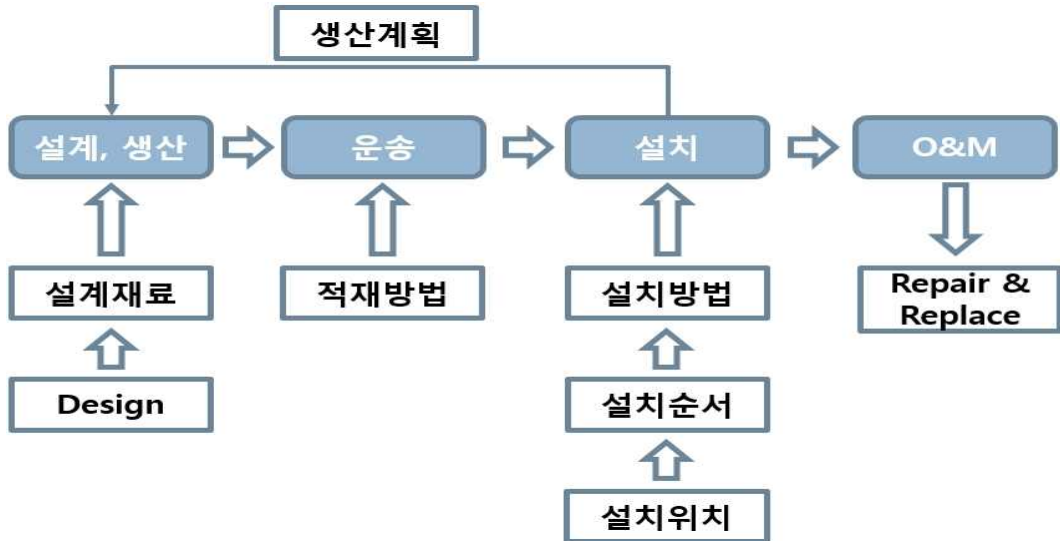 생산계획
설계, 생산
운송
설치
O&M
설계재료
적재방법
설치방법
Repair &
Replace
Design
설치순서
설치위치